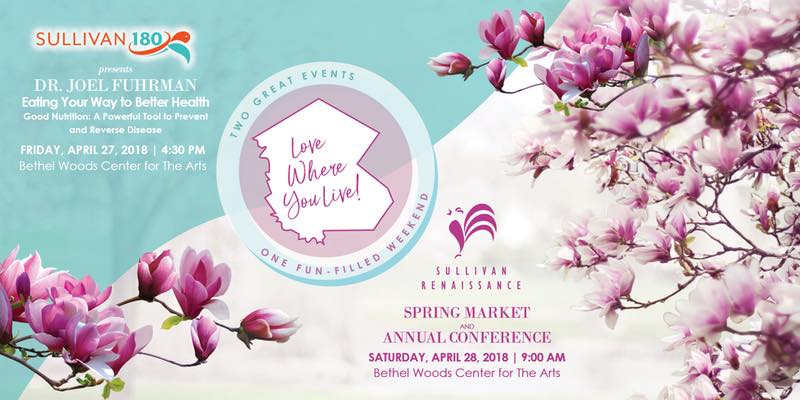 SULLIVAN 180
presents
DR. JOEL FUHRMAN
Eating Your Way to Better Health
Good Nutrition: A Powerful Tool to Prevent
and Reverse Disease
FRIDAY, APRIL 27, 2018 | 4:30 PM
Bethel Woods Center for The Arts
TWO GREAT EVENTS
Love
Where
You Live!
ONE FUN-FILLED WEEKEND
SULLIVAN
RENAISSANCE
SPRING MARKET
AND
ANNUAL CONFERENCE
SATURDAY, APRIL 28, 2018 | 9:00 AM
Bethel Woods Center for The Arts